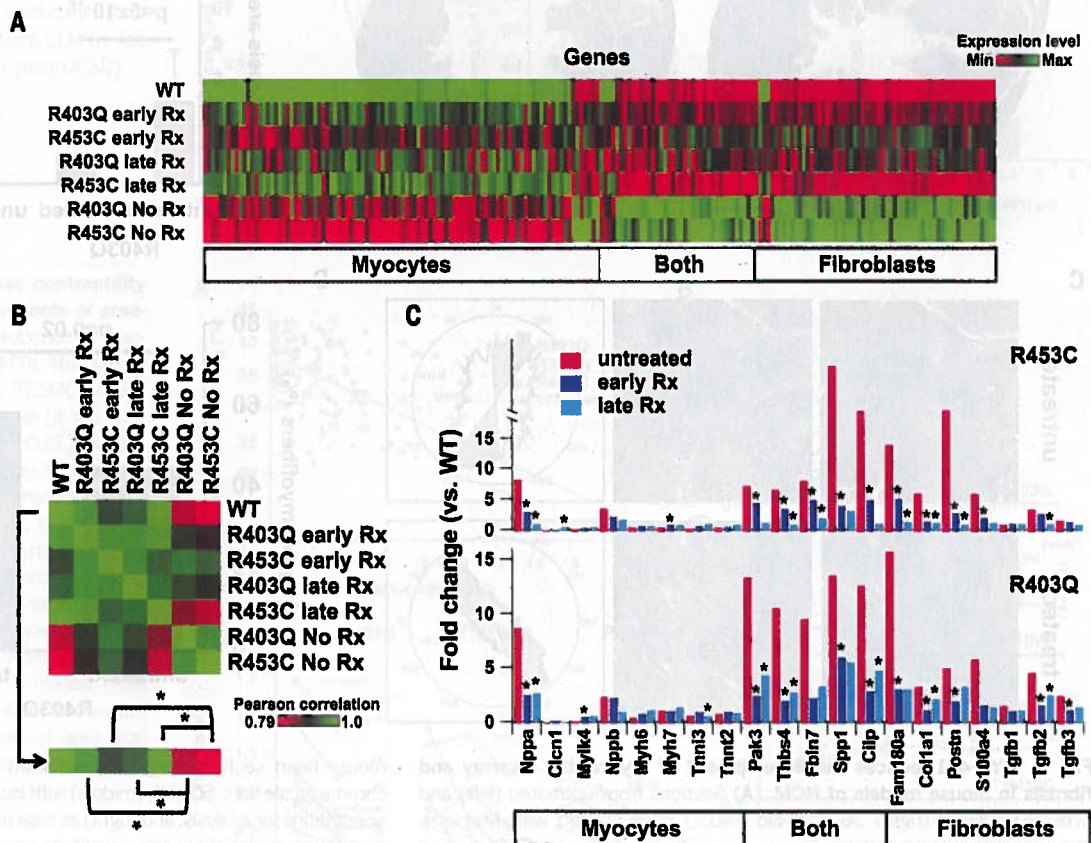 A
Genes
Expression level
Min Max
WT
R403Q early Rx
R453C early Rx
R403Q late Rx
R453C late Rx
R403Q No Rx
R453C No Rx
Myocytes Both Fibroblasts
B
WT
R403Q early Rx
R453C early Rx
R403Q late Rx
R453C late Rx
R403Q No Rx
R453C No Rx
WT
R403Q early Rx
R453C early Rx
R403Q late Rx
R453C late Rx
R403Q No Rx
R453C No Rx
Pearson correlation
0.79 1.0
*
*
*
*
C
R453C
untreated
early Rx
late Rx
Fold change (vs. WT)
15
10
5
0
R403Q
15
10
5
0
Nppa
Clcn1
Mylk4
Nppb
Myh6
Myh7
Tnni3
Tnnt2
Pak3
Thbs4
Fbln7
Spp1
Cilp
Fam180a
Col1a1
Postn
S100a4
Tgfb1
Tgfb2
Tgfb3
Myocytes Both Fibroblasts